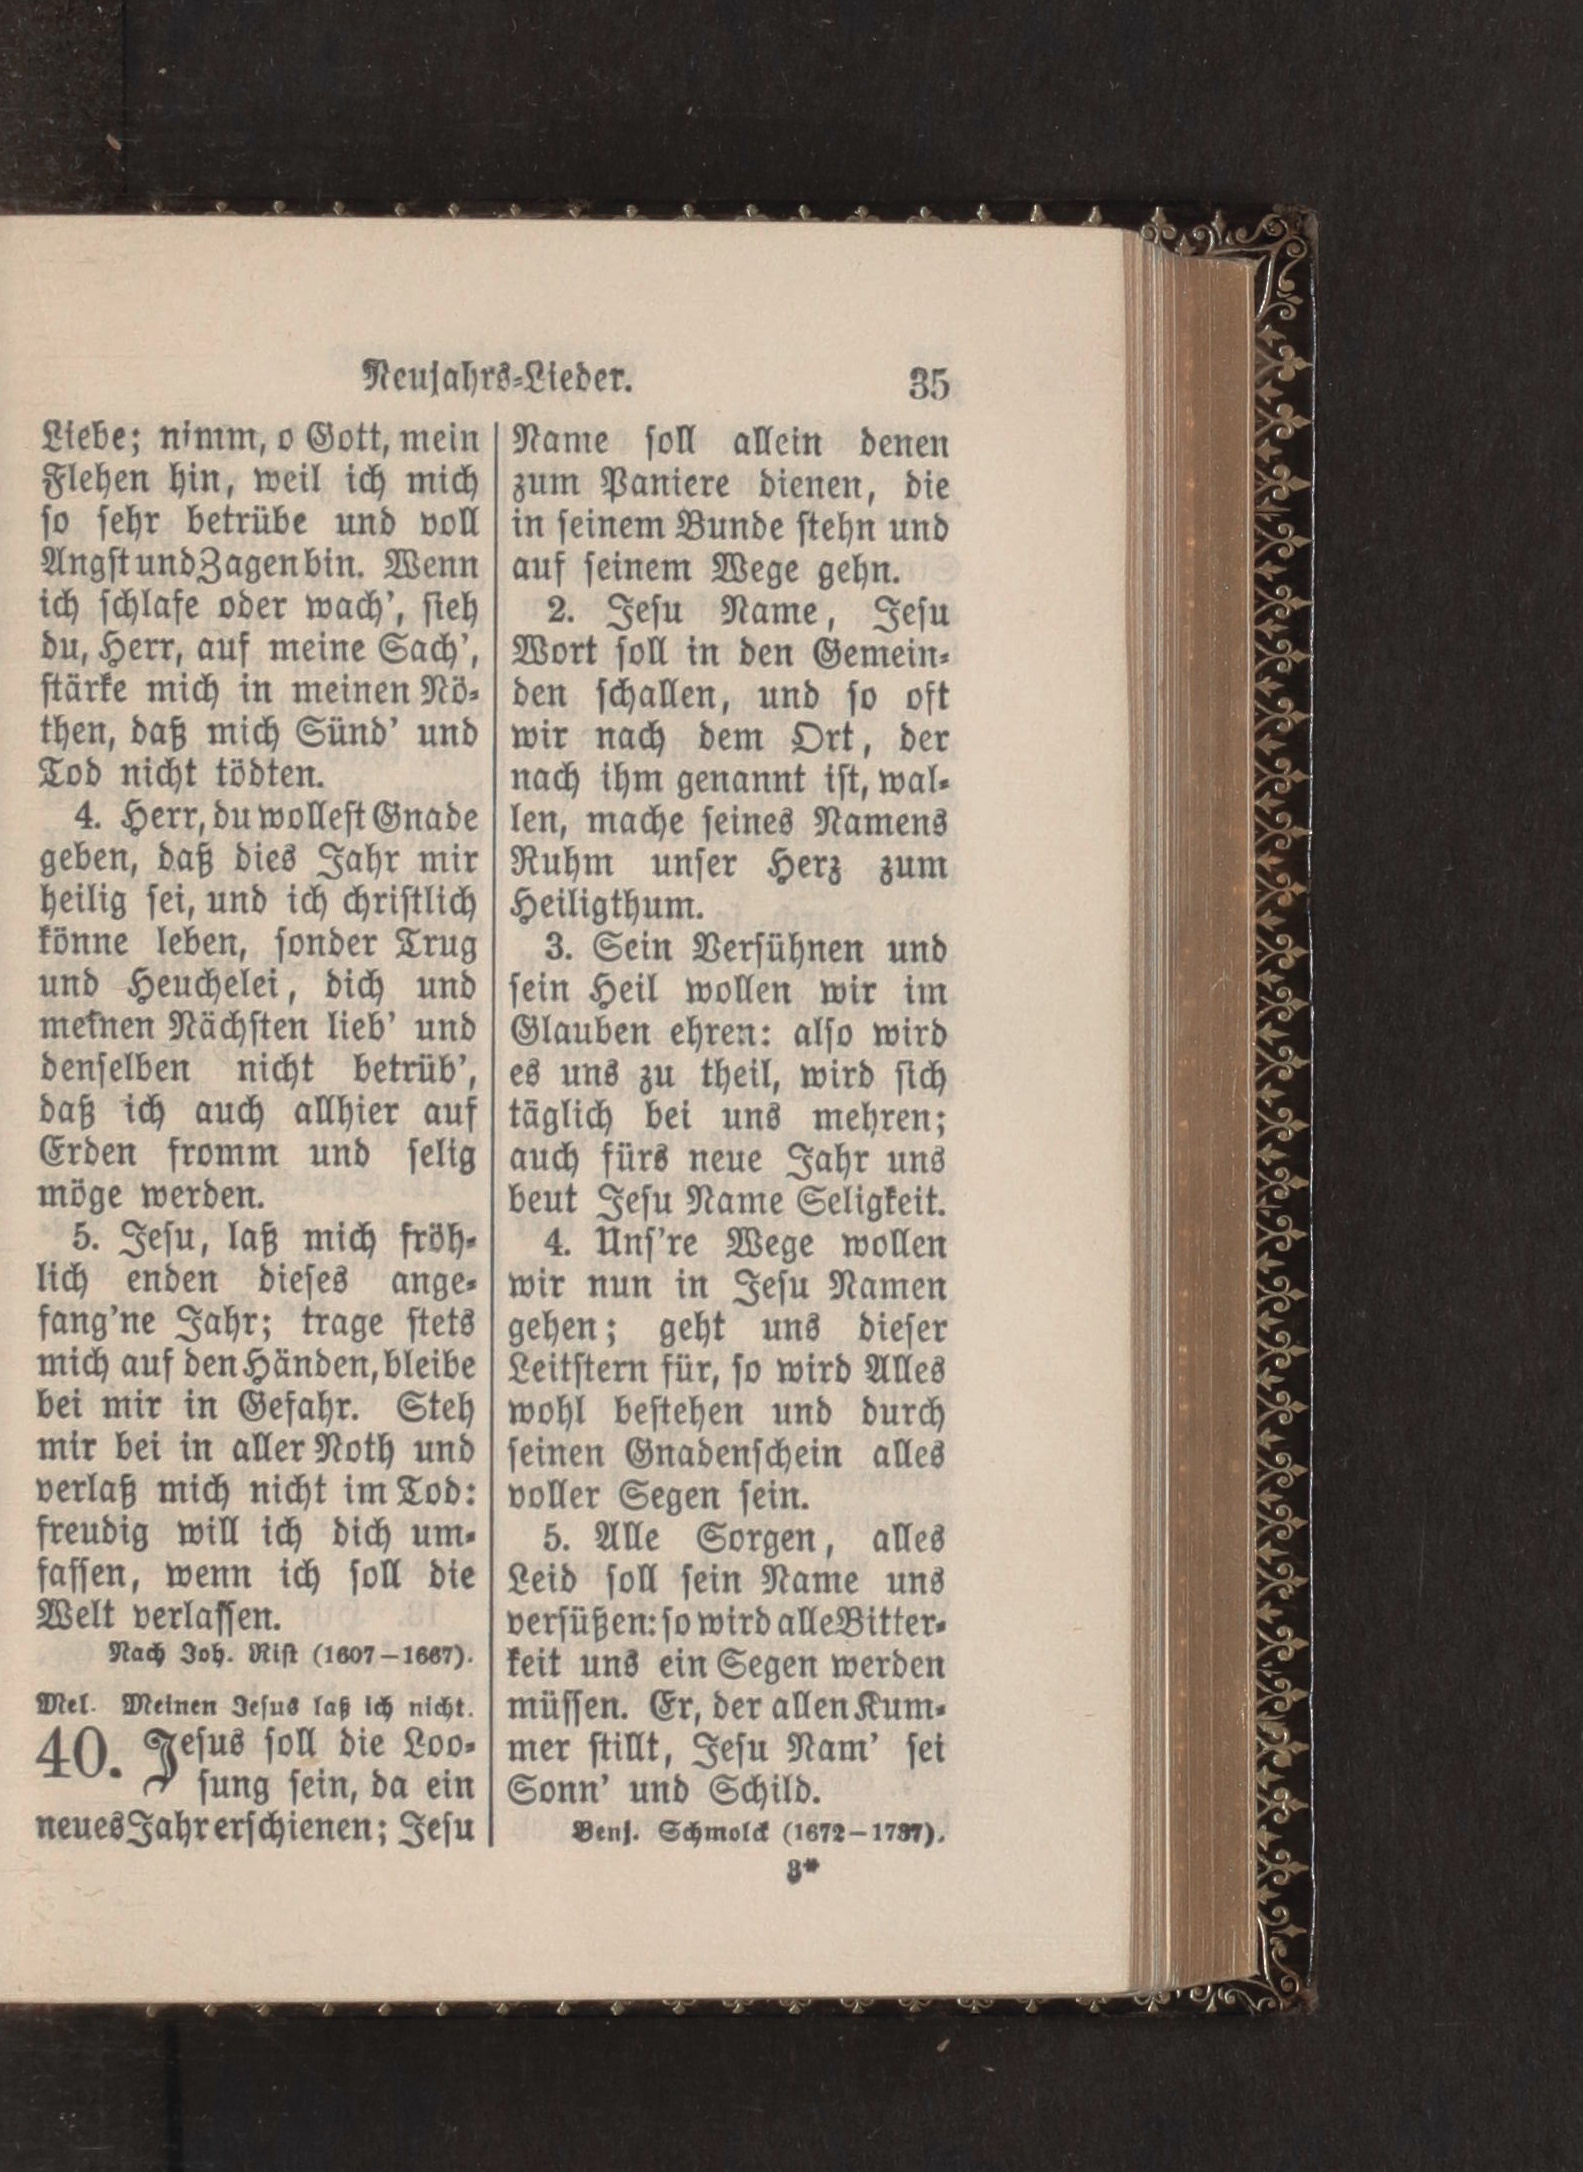 Neujahrs-Lieder. 35
Liebe; nimm, o Gott, mein
Flehen hin, weil ich mich
so sehr betrübe und voll
Angst und Zagen bin. Wenn
ich schlafe oder wach', sieh
du, Herr, auf meine Sach',
stärke mich in meinen Nö-
then, daß mich Sünd' und
Tod nicht tödten.
4. Herr, du wollest Gnade
geben, daß dies Jahr mir
heilig sei, und ich christlich
könne leben, sonder Trug
und Heuchelei, dich und
meinen Nächsten lieb' und
denselben nicht betrüb',
daß ich auch allhier auf
Erden fromm und selig
möge werden.
5. Jesu, laß mich fröh-
lich enden dieses ange-
fang'ne Jahr; trage stets
mich auf den Händen, bleibe
bei mir in Gefahr. Steh
mir bei in aller Noth und
verlaß mich nicht im Tod:
freudig will ich dich um-
fassen, wenn ich soll die
Welt verlassen.
Nach Joh. Rist (1607–1667).
Mel. Meinen Jesus laß ich nicht.
40. Jesus soll die Loo-
sung sein, da ein
neues Jahr erschienen; Jesu
Name soll allein denen
zum Paniere dienen, die
in seinem Bunde stehn und
auf seinem Wege gehn.
2. Jesu Name, Jesu
Wort soll in den Gemein-
den schallen, und so oft
wir nach dem Ort, der
nach ihm genannt ist, wal-
len, mache seines Namens
Ruhm unser Herz zum
Heiligthum.
3. Sein Versühnen und
sein Heil wollen wir im
Glauben ehren: also wird
es uns zu theil, wird sich
täglich bei uns mehren;
auch fürs neue Jahr uns
beut Jesu Name Seligkeit.
4. Uns're Wege wollen
wir nun in Jesu Namen
gehen; geht uns dieser
Leitstern für, so wird Alles
wohl bestehen und durch
seinen Gnadenschein alles
voller Segen sein.
5. Alle Sorgen, alles
Leid soll sein Name uns
versüßen: so wird alle Bitter-
keit uns ein Segen werden
müssen. Er, der allen Kum-
mer stillt, Jesu Nam' sei
Sonn' und Schild.
Benj. Schmolck (1672–1737).
3*